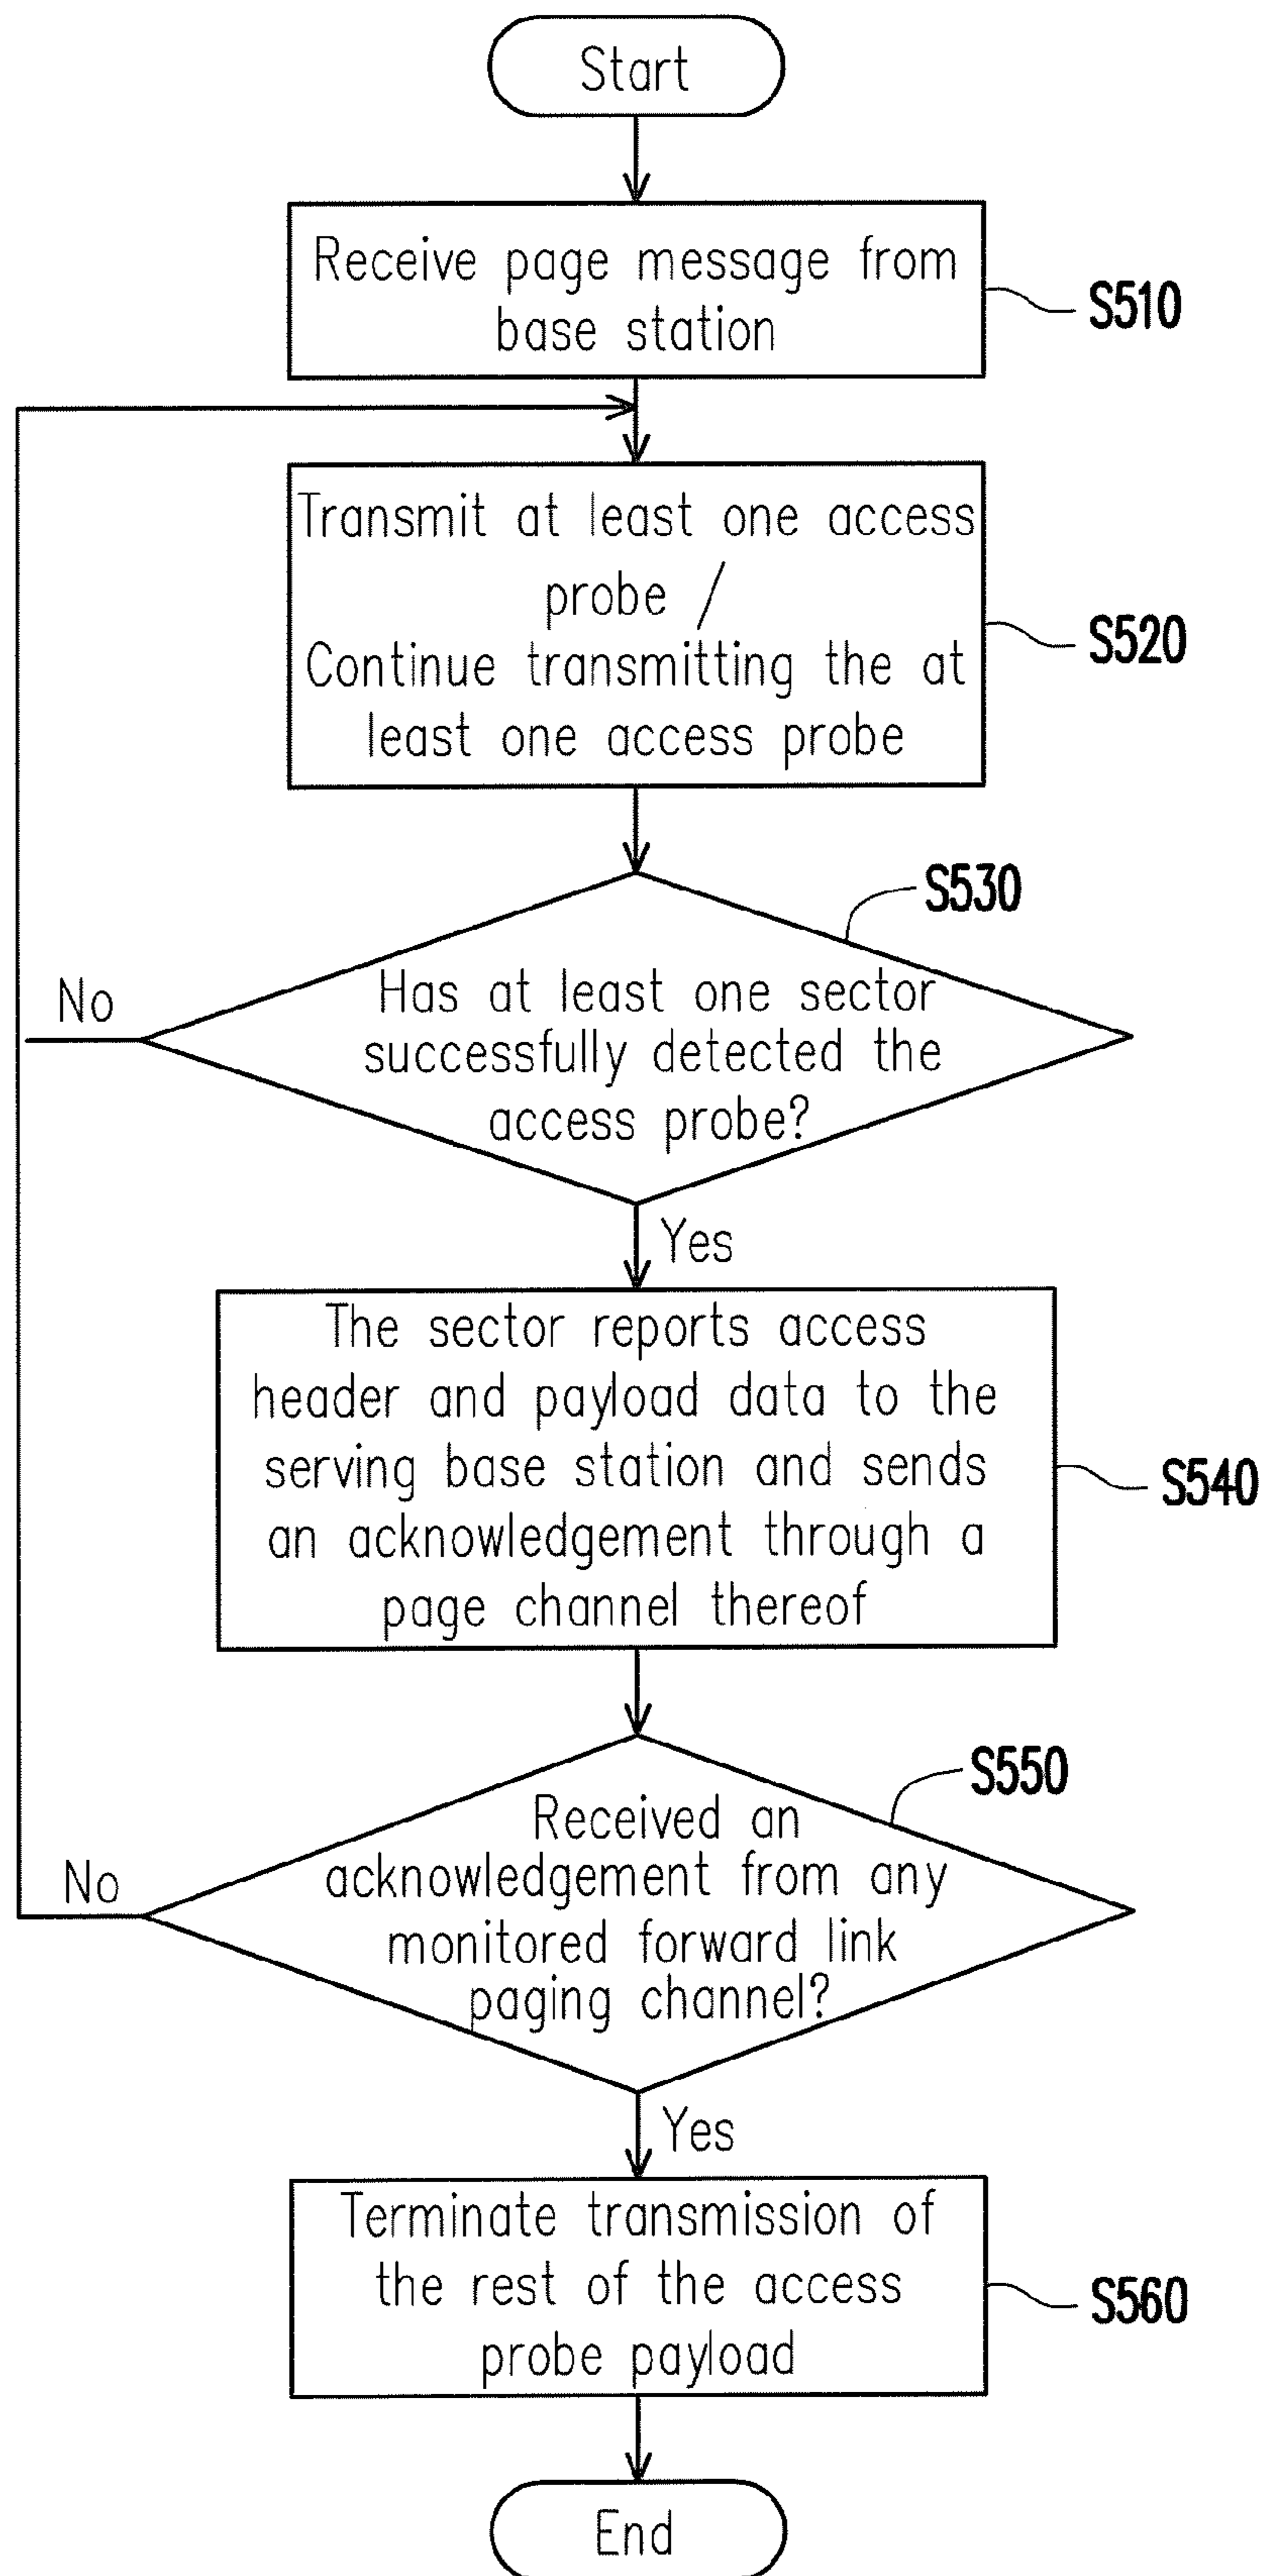 Start
Receive page message from
base station
S510
Transmit at least one access
probe /
Continue transmitting the at
least one access probe
S520
S530
Has at least one sector
successfully detected the
access probe?
No
Yes
The sector reports access
header and payload data to the
serving base station and sends
an acknowledgement through a
page channel thereof
S540
S550
Received an
acknowledgement from any
monitored forward link
paging channel?
No
Yes
Terminate transmission of
the rest of the access
probe payload
S560
End